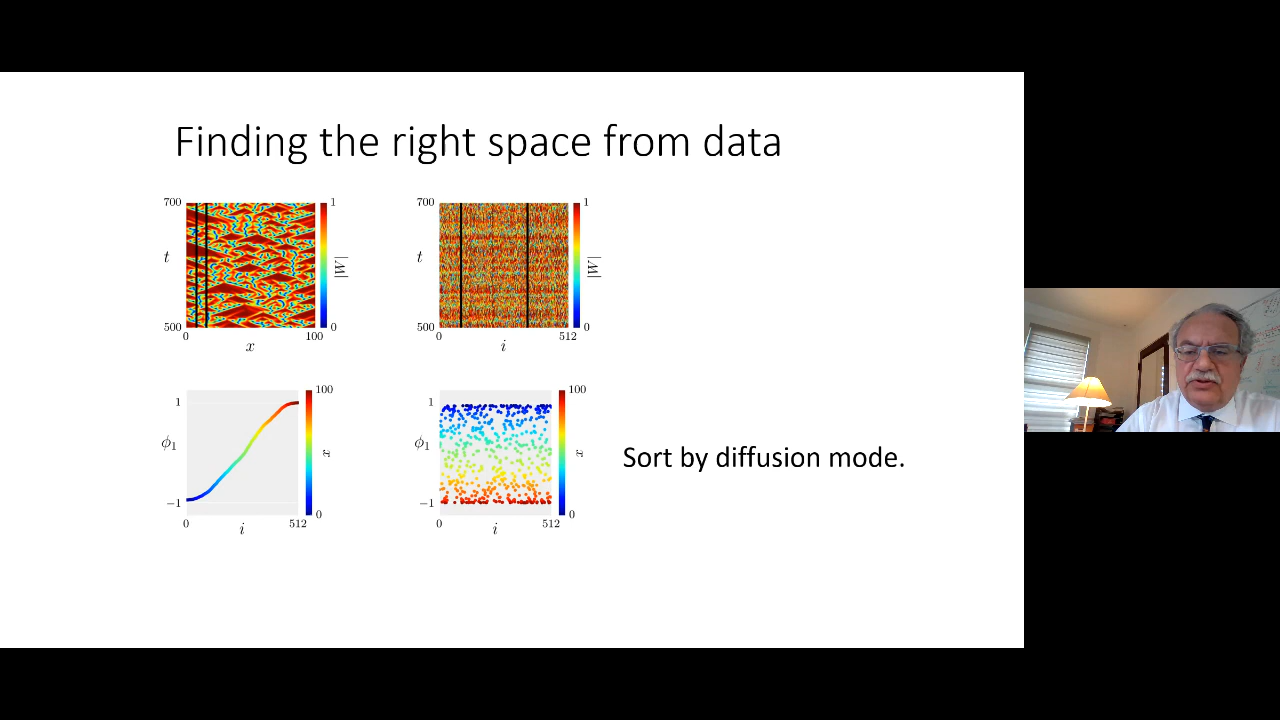 Finding the right space from data
700
t
500
0
x
100
1
|W|
0
700
t
500
0
i
512
1
|W|
0
1
ϕ₁
−1
0
i
512
100
x
0
1
ϕ₁
−1
0
i
512
100
x
0
Sort by diffusion mode.